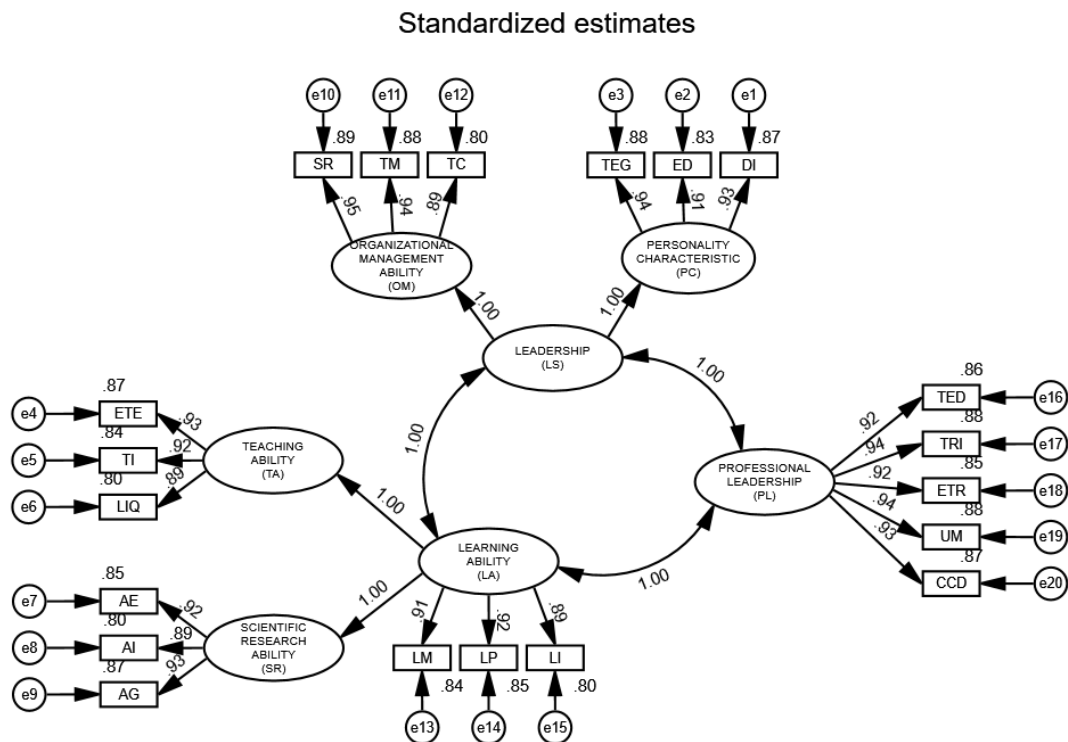 Standardized estimates
e10 e11 e12 e3 e2 e1
.89 .88 .80 .88 .83 .87
SR TM TC TEG ED DI
.95 .94 .89 .94 .91 .93
ORGANIZATIONAL
MANAGEMENT
ABILITY
(OM)
PERSONALITY
CHARACTERISTIC
(PC)
1.00 1.00
LEADERSHIP
(LS)
1.00 1.00
.87
e4 ETE .93
.84
e5 TI .92
.80
e6 LIQ .89
TEACHING
ABILITY
(TA)
1.00
.86
.92 TED e16
.88
.94 TRI e17
.85
.92 ETR e18
.88
.94 UM e19
.87
.93 CCD e20
PROFESSIONAL
LEADERSHIP
(PL)
1.00
LEARNING
ABILITY
(LA)
1.00
.85
e7 AE .92
.80
e8 AI .89
.87
e9 AG .93
SCIENTIFIC
RESEARCH
ABILITY
(SR)
.91 .92 .89
LM LP LI
.84 .85 .80
e13 e14 e15